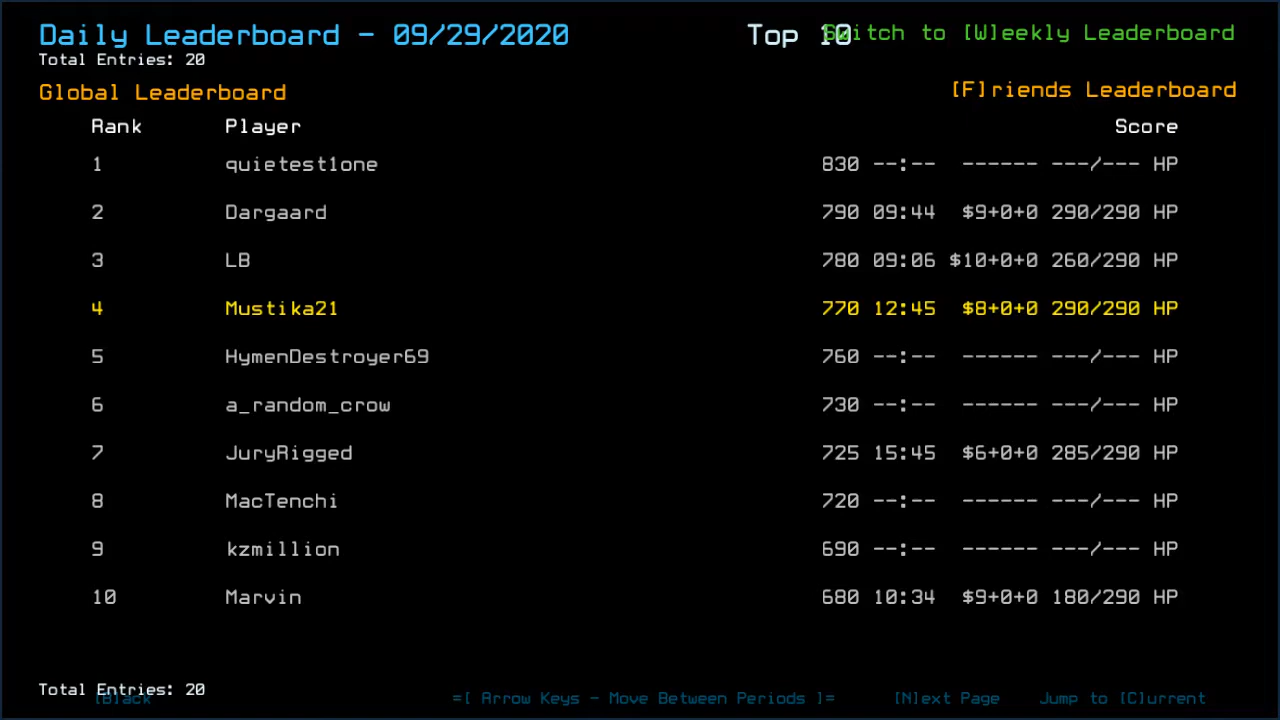 Daily Leaderboard - 09/29/2020 Top 10 Switch to [W]eekly Leaderboard
Total Entries: 20
Global Leaderboard [F]riends Leaderboard
Rank Player Score
1 quietest1one 830 --:-- ------ ---/--- HP
2 Dargaard 790 09:44 $9+0+0 290/290 HP
3 LB 780 09:06 $10+0+0 260/290 HP
4 Mustika21 770 12:45 $8+0+0 290/290 HP
5 HymenDestroyer69 760 --:-- ------ ---/--- HP
6 a_random_crow 730 --:-- ------ ---/--- HP
7 JuryRigged 725 15:45 $6+0+0 285/290 HP
8 MacTenchi 720 --:-- ------ ---/--- HP
9 kzmillion 690 --:-- ------ ---/--- HP
10 Marvin 680 10:34 $9+0+0 180/290 HP
Total Entries: 20
[B]ack =[ Arrow Keys - Move Between Periods ]= [N]ext Page Jump to [C]urrent